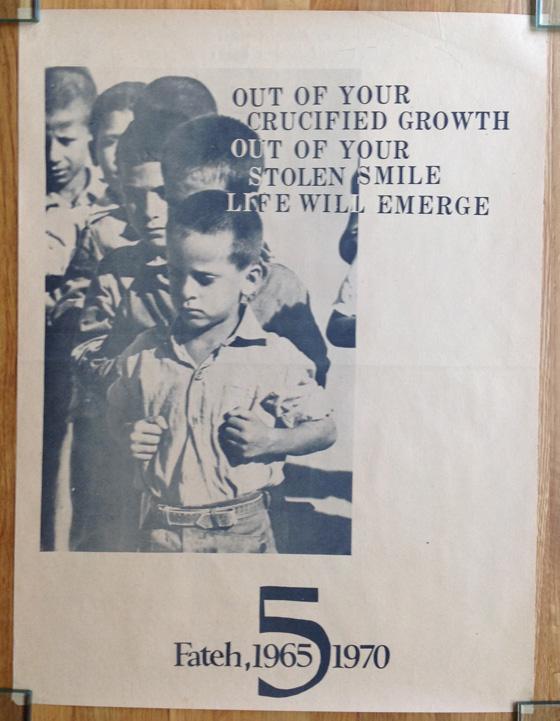 OUT OF YOUR
CRUCIFIED GROWTH
OUT OF YOUR
STOLEN SMILE
LIFE WILL EMERGE
5
Fateh, 1965 1970